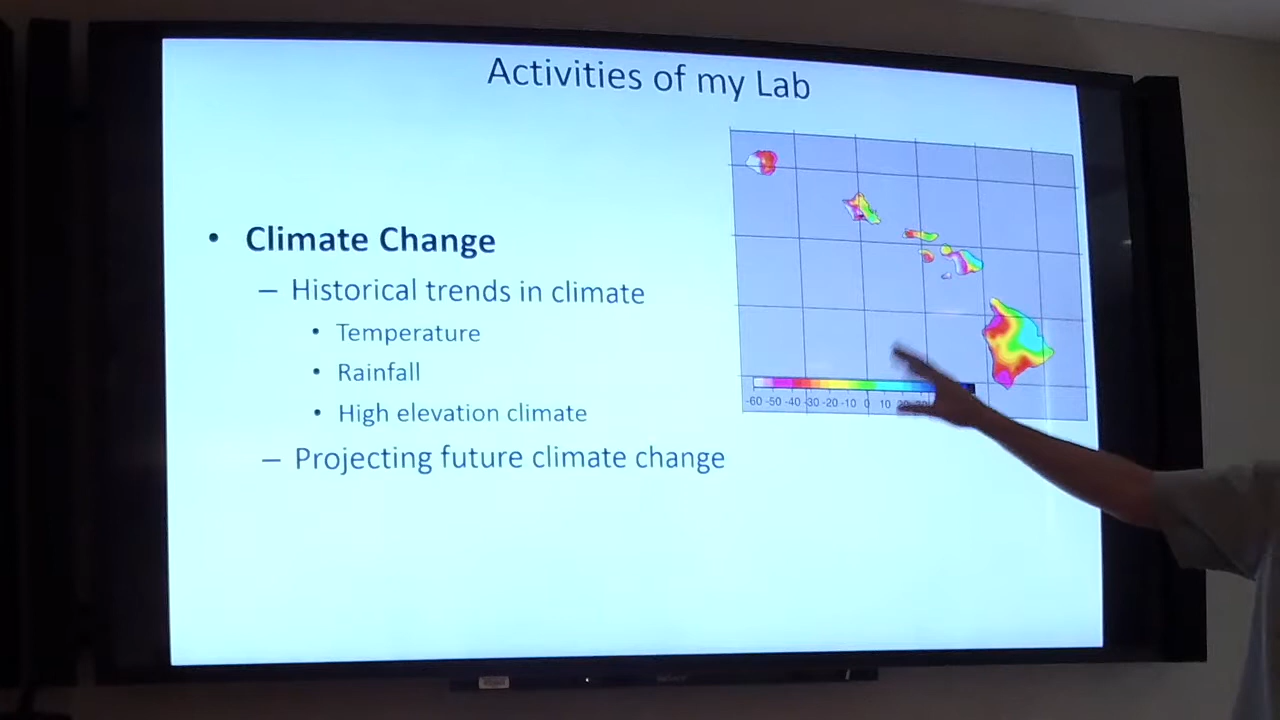 Activities of my Lab
• Climate Change
– Historical trends in climate
• Temperature
• Rainfall
• High elevation climate
– Projecting future climate change
-60 -50 -40 -30 -20 -10 0 10